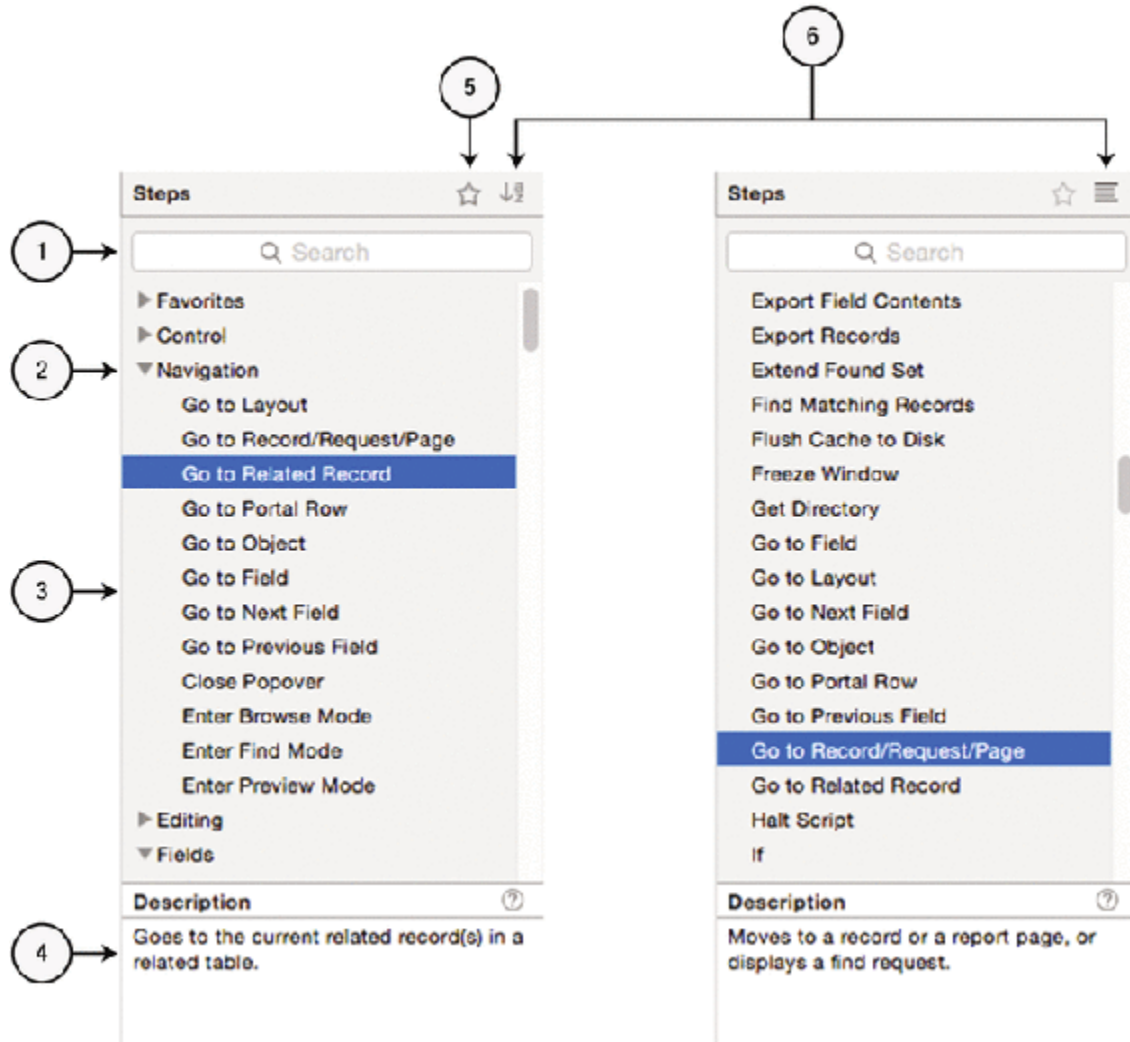 6
5
Steps
1
Search
Favorites
Control
2
Navigation
Go to Layout
Go to Record/Request/Page
Go to Related Record
Go to Portal Row
Go to Object
3
Go to Field
Go to Next Field
Go to Previous Field
Close Popover
Enter Browse Mode
Enter Find Mode
Enter Preview Mode
Editing
Fields
Description
?
4
Goes to the current related record(s) in a
related table.
Steps
Search
Export Field Contents
Export Records
Extend Found Set
Find Matching Records
Flush Cache to Disk
Freeze Window
Get Directory
Go to Field
Go to Layout
Go to Next Field
Go to Object
Go to Portal Row
Go to Previous Field
Go to Record/Request/Page
Go to Related Record
Halt Script
If
Description
?
Moves to a record or a report page, or
displays a find request.